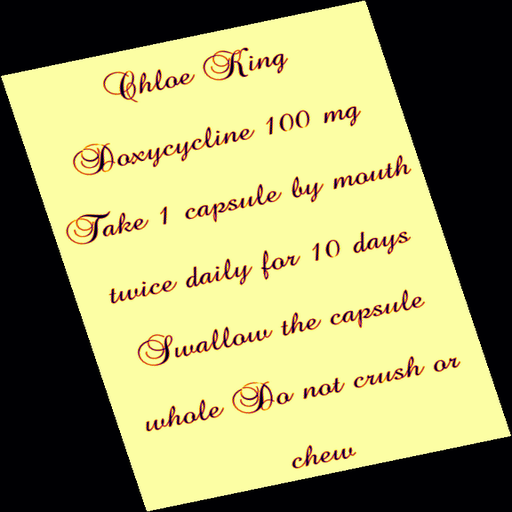 Chloe King
Doxycycline 100 mg
Take 1 capsule by mouth
twice daily for 10 days
Swallow the capsule
whole Do not crush or
chew